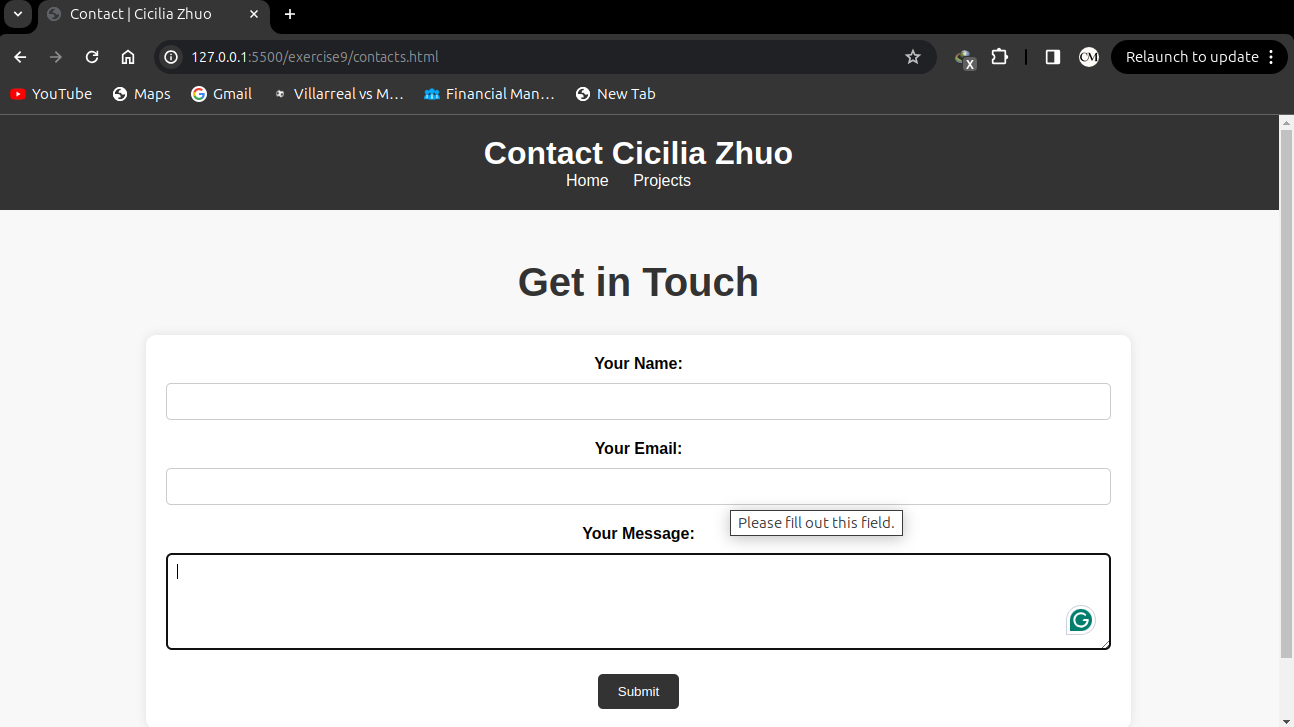 Contact | Cicilia Zhuo
127.0.0.1:5500/exercise9/contacts.html
X
CM
Relaunch to update
YouTube
Maps
Gmail
Villarreal vs M...
Financial Man...
New Tab
Contact Cicilia Zhuo
Home Projects
Get in Touch
Your Name:
Your Email:
Please fill out this field.
Your Message:
G
Submit